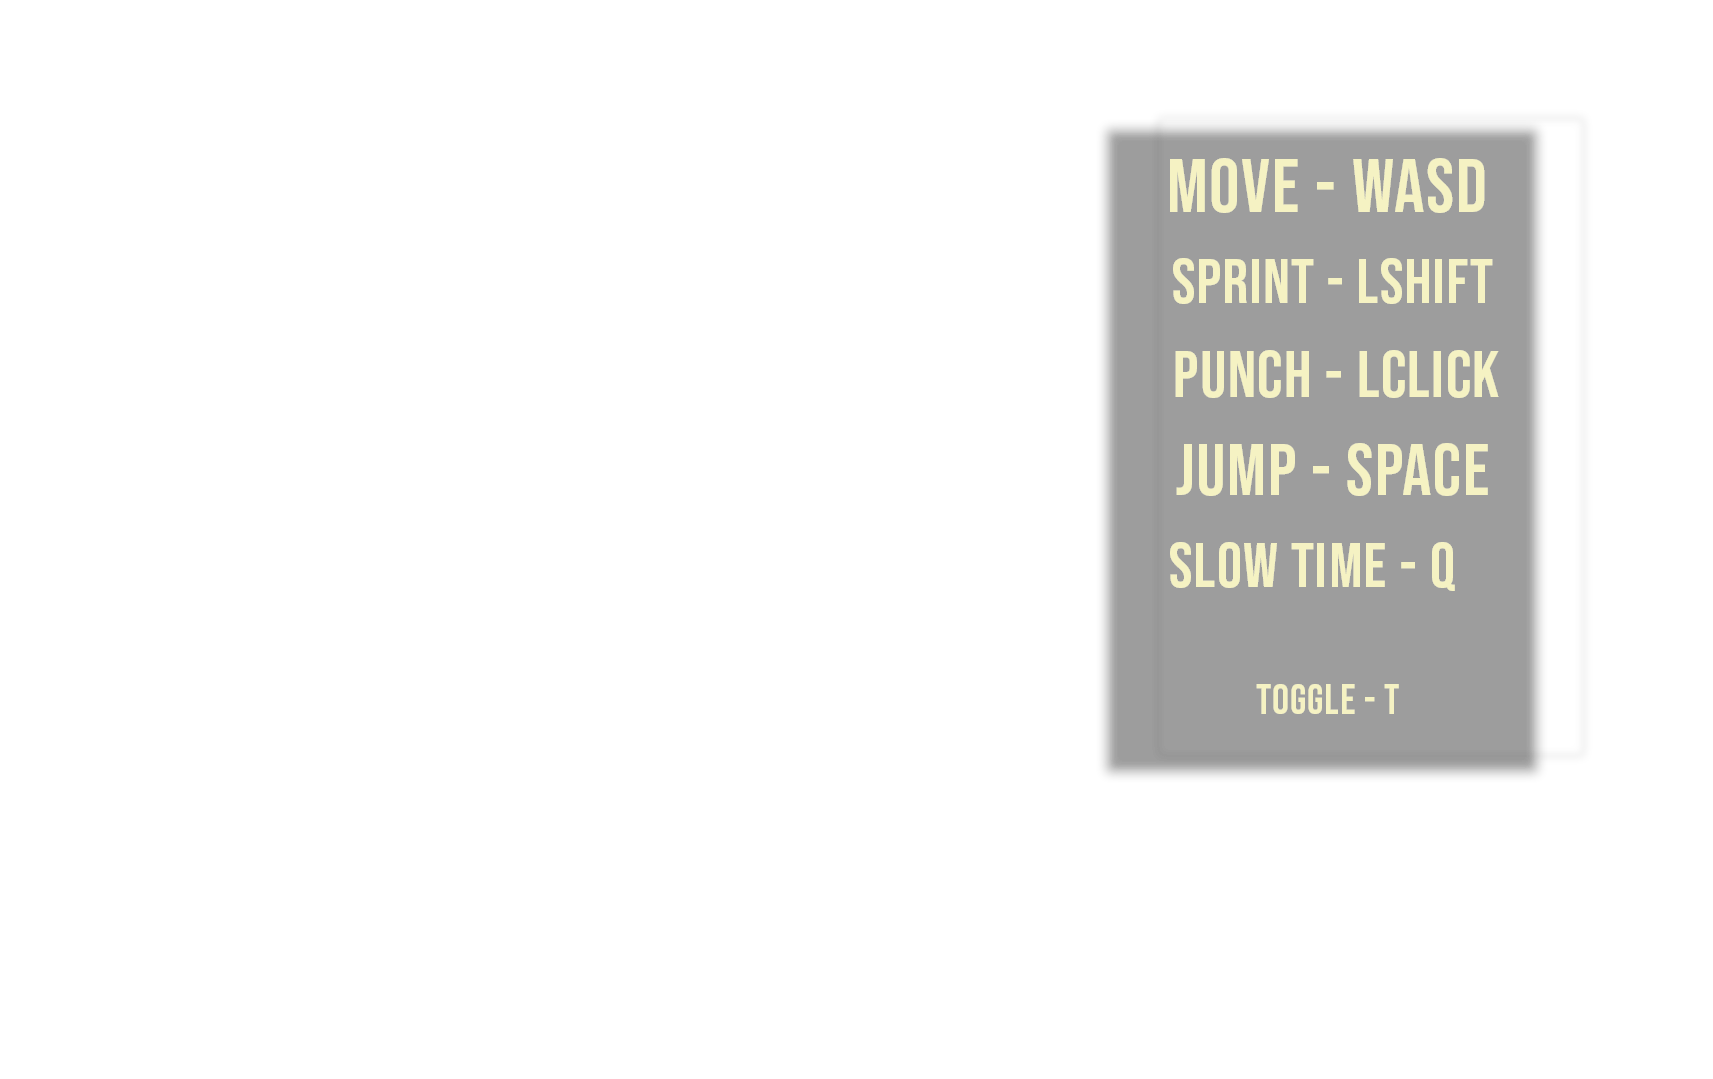 MOVE - WASD
SPRINT - LSHIFT
PUNCH - LCLICK
JUMP - SPACE
SLOW TIME - Q
TOGGLE - T